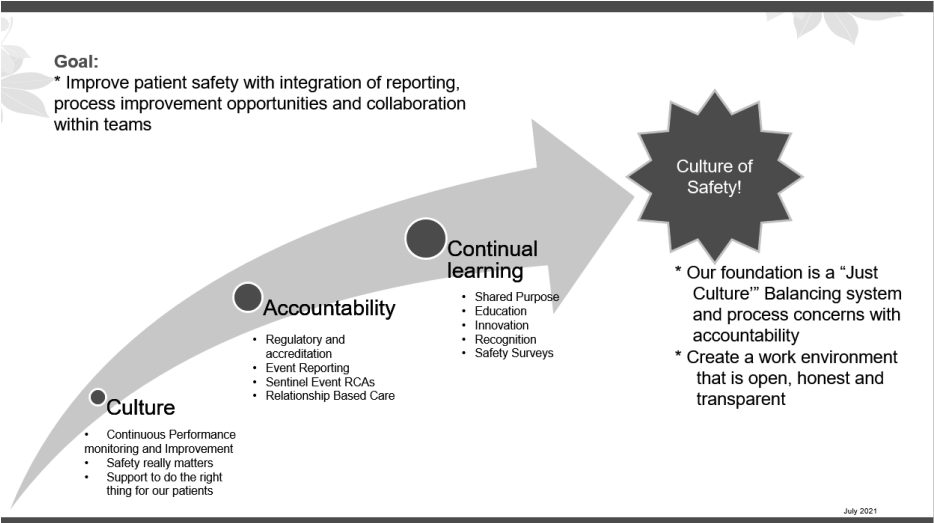 Goal:
* Improve patient safety with integration of reporting,
process improvement opportunities and collaboration
within teams
Culture of
Safety!
Continual
learning
• Shared Purpose
• Education
• Innovation
• Recognition
• Safety Surveys
Accountability
• Regulatory and
accreditation
• Event Reporting
• Sentinel Event RCAs
• Relationship Based Care
Culture
• Continuous Performance
monitoring and Improvement
• Safety really matters
• Support to do the right
thing for our patients
* Our foundation is a “Just
Culture’” Balancing system
and process concerns with
accountability
* Create a work environment
that is open, honest and
transparent
July 2021